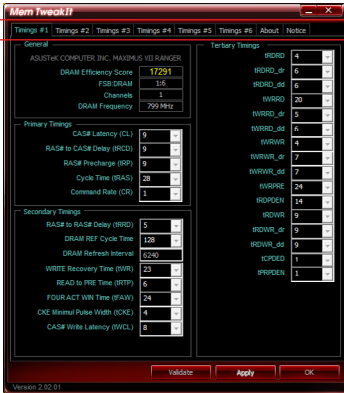 Mem TweakIt
Timings #1 Timings #2 Timings #3 Timings #4 Timings #5 Timings #6 About Notice
General
ASUSTeK COMPUTER INC. MAXIMUS VII RANGER
DRAM Efficiency Score 17291
FSB:DRAM 1:6
Channels 1
DRAM Frequency 799 MHz
Primary Timings
CAS# Latency (CL) 9
RAS# to CAS# Delay (tRCD) 9
RAS# Precharge (tRP) 9
Cycle Time (tRAS) 28
Command Rate (CR) 1
Secondary Timings
RAS# to RAS# Delay (tRRD) 5
DRAM REF Cycle Time 128
DRAM Refresh Interval 6240
WRITE Recovery Time (tWR) 23
READ to PRE Time (tRTP) 6
FOUR ACT WIN Time (tFAW) 24
CKE Minimul Pulse Width (tCKE) 4
CAS# Write Latency (tWCL) 8
Tertiary Timings
tRDRD 4
tRDRD_dr 6
tRDRD_dd 6
tWRRD 20
tWRRD_dr 5
tWRRD_dd 6
tWRWR 4
tWRWR_dr 7
tWRWR_dd 7
tWRPRE 24
tRDPDEN 14
tRDWR 9
tRDWR_dr 9
tRDWR_dd 9
tCPDED 1
tPRPDEN 1
Validate Apply OK
Version 2.02.01